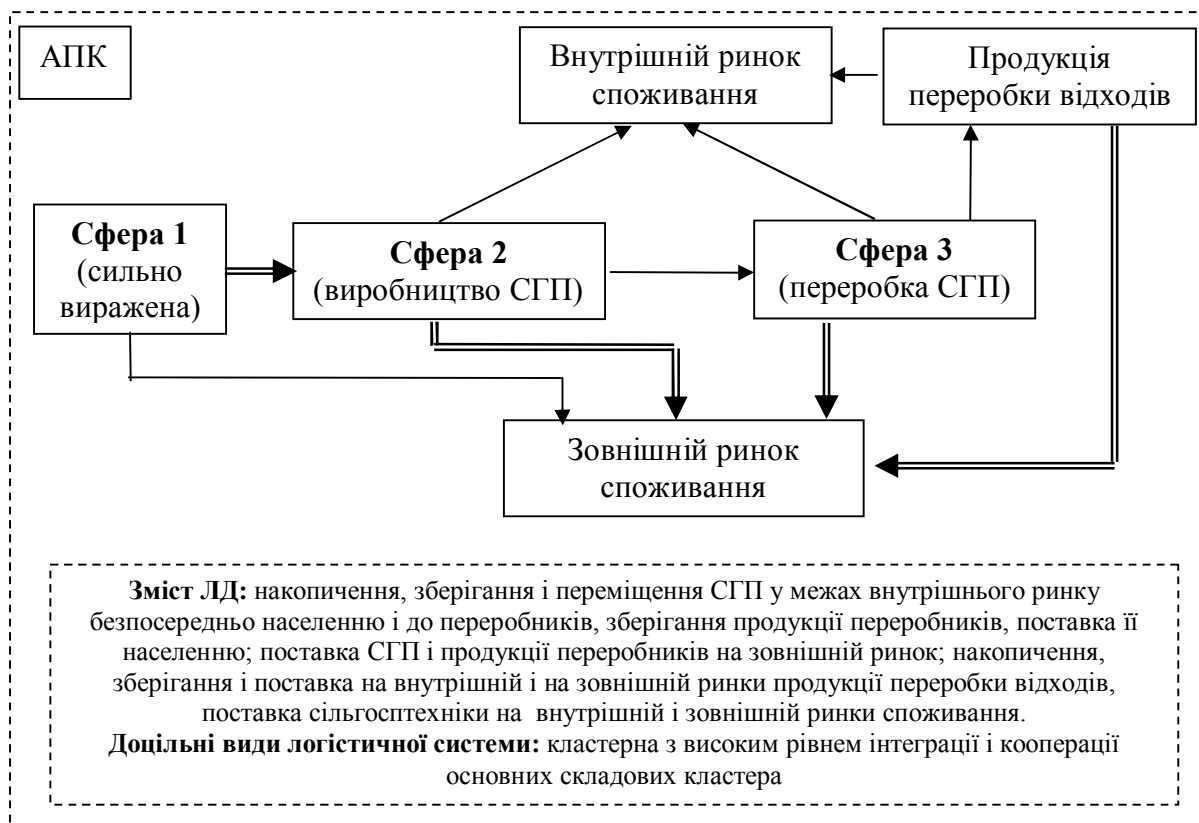 АПК
Внутрішній ринок
споживання
Продукція
переробки відходів
Сфера 1
(сильно
виражена)
Сфера 2
(виробництво СГП)
Сфера 3
(переробка СГП)
Зовнішній ринок
споживання
Зміст ЛД: накопичення, зберігання і переміщення СГП у межах внутрішнього ринку
безпосередньо населенню і до переробників, зберігання продукції переробників, поставка її
населенню; поставка СГП і продукції переробників на зовнішній ринок; накопичення,
зберігання і поставка на внутрішній і на зовнішній ринки продукції переробки відходів,
поставка сільгосптехніки на внутрішній і зовнішній ринки споживання.
Доцільні види логістичної системи: кластерна з високим рівнем інтеграції і кооперації
основних складових кластера